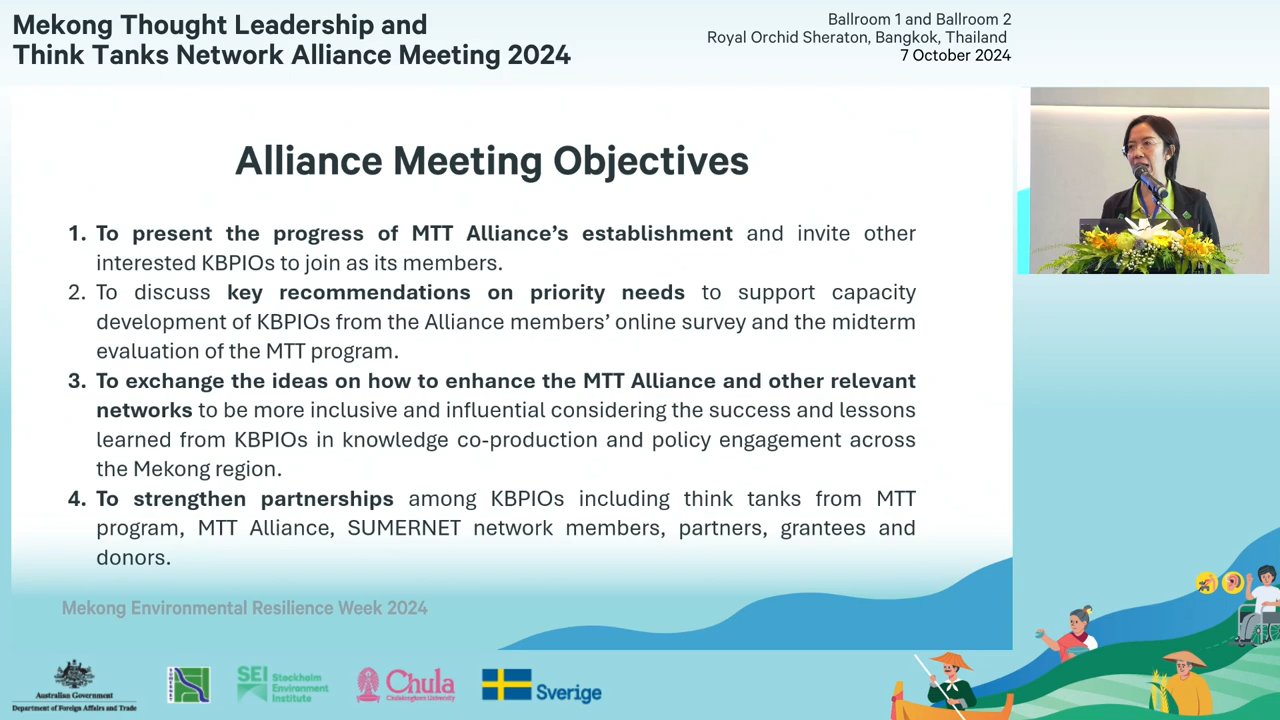 Mekong Thought Leadership and
Think Tanks Network Alliance Meeting 2024
Ballroom 1 and Ballroom 2
Royal Orchid Sheraton, Bangkok, Thailand
7 October 2024
Alliance Meeting Objectives
1. To present the progress of MTT Alliance’s establishment and invite other
interested KBPIOs to join as its members.
2. To discuss key recommendations on priority needs to support capacity
development of KBPIOs from the Alliance members’ online survey and the midterm
evaluation of the MTT program.
3. To exchange the ideas on how to enhance the MTT Alliance and other relevant
networks to be more inclusive and influential considering the success and lessons
learned from KBPIOs in knowledge co-production and policy engagement across
the Mekong region.
4. To strengthen partnerships among KBPIOs including think tanks from MTT
program, MTT Alliance, SUMERNET network members, partners, grantees and
donors.
Mekong Environmental Resilience Week 2024
Australian Government
Department of Foreign Affairs and Trade
SUMERNET
SEI Stockholm
Environment
Institute
Chula
Chulalongkorn University
Sverige